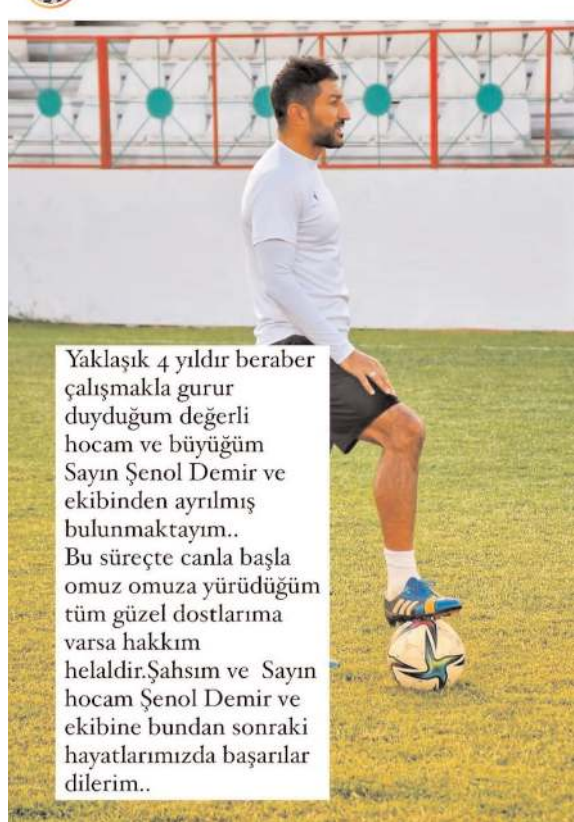 Yaklaşık 4 yıldır beraber
çalışmakla gurur
duyduğum değerli
hocam ve büyüğüm
Sayın Şenol Demir ve
ekibinden ayrılmış
bulunmaktayım..
Bu süreçte canla başla
omuz omuza yürüdüğüm
tüm güzel dostlarıma
varsa hakkım
helaldir.Şahsım ve Sayın
hocam Şenol Demir ve
ekibine bundan sonraki
hayatlarımızda başarılar
dilerim..